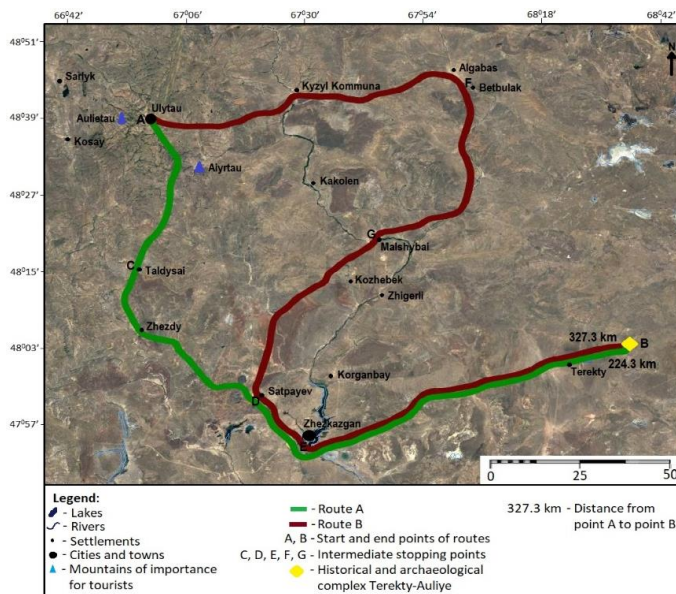 66°42' 67°06' 67°30' 67°54' 68°18' 68°42'
48°51'
48°39'
48°27'
48°15'
48°03'
47°57'
N
Sarlyk
Aulietau
A
Ulytau
Kosay
Alyrtau
Kyzyl Kommuna
Algabas
F
Betbulak
Kakolen
G
Malshybai
C
Taldysai
Kozhebek
Zhigerli
Zhezdy
327.3 km
B
Terekty
224.3 km
Korganbay
Satpayev
D
Zhezkazgan
E
0 25 50
Legend:
- Lakes
- Rivers
- Settlements
- Cities and towns
- Mountains of importance
for tourists
- Route A
- Route B
A, B - Start and end points of routes
C, D, E, F, G - Intermediate stopping points
- Historical and archaeological
complex Terekty-Auliye
327.3 km - Distance from
point A to point B